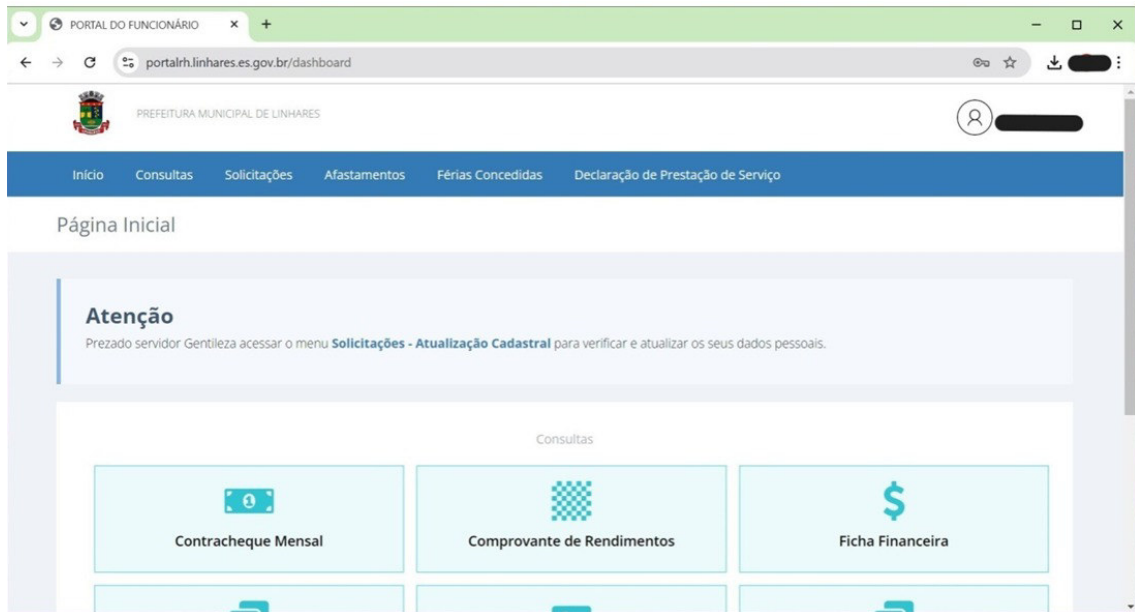 PORTAL DO FUNCIONÁRIO
portalrh.linhares.es.gov.br/dashboard
PREFEITURA MUNICIPAL DE LINHARES
Início Consultas Solicitações Afastamentos Férias Concedidas Declaração de Prestação de Serviço
Página Inicial
Atenção
Prezado servidor Gentileza acessar o menu Solicitações - Atualização Cadastral para verificar e atualizar os seus dados pessoais.
Consultas
Contracheque Mensal
Comprovante de Rendimentos
Ficha Financeira